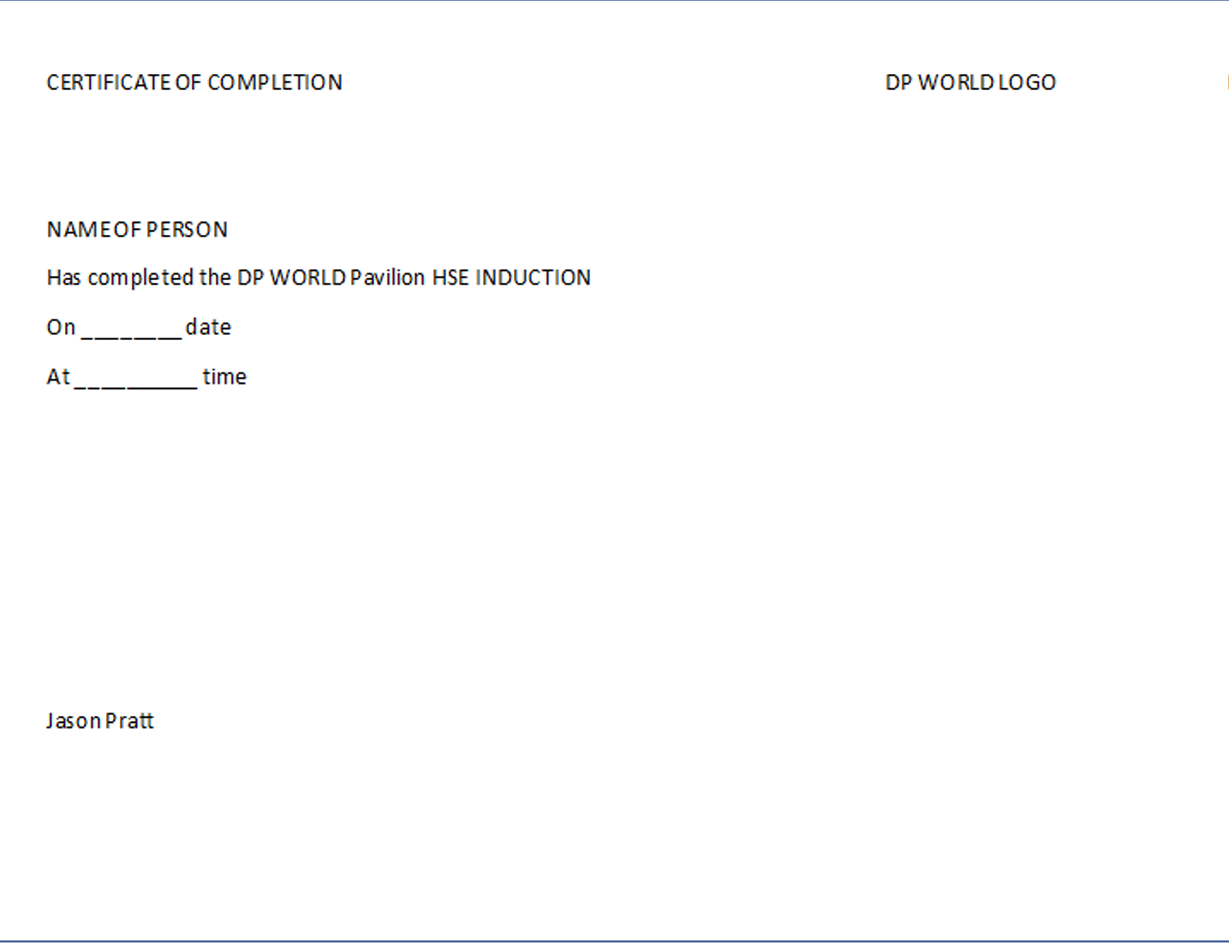 CERTIFICATE OF COMPLETION DP WORLD LOGO
NAME OF PERSON
Has completed the DP WORLD Pavilion HSE INDUCTION
On ________ date
At __________ time
Jason Pratt